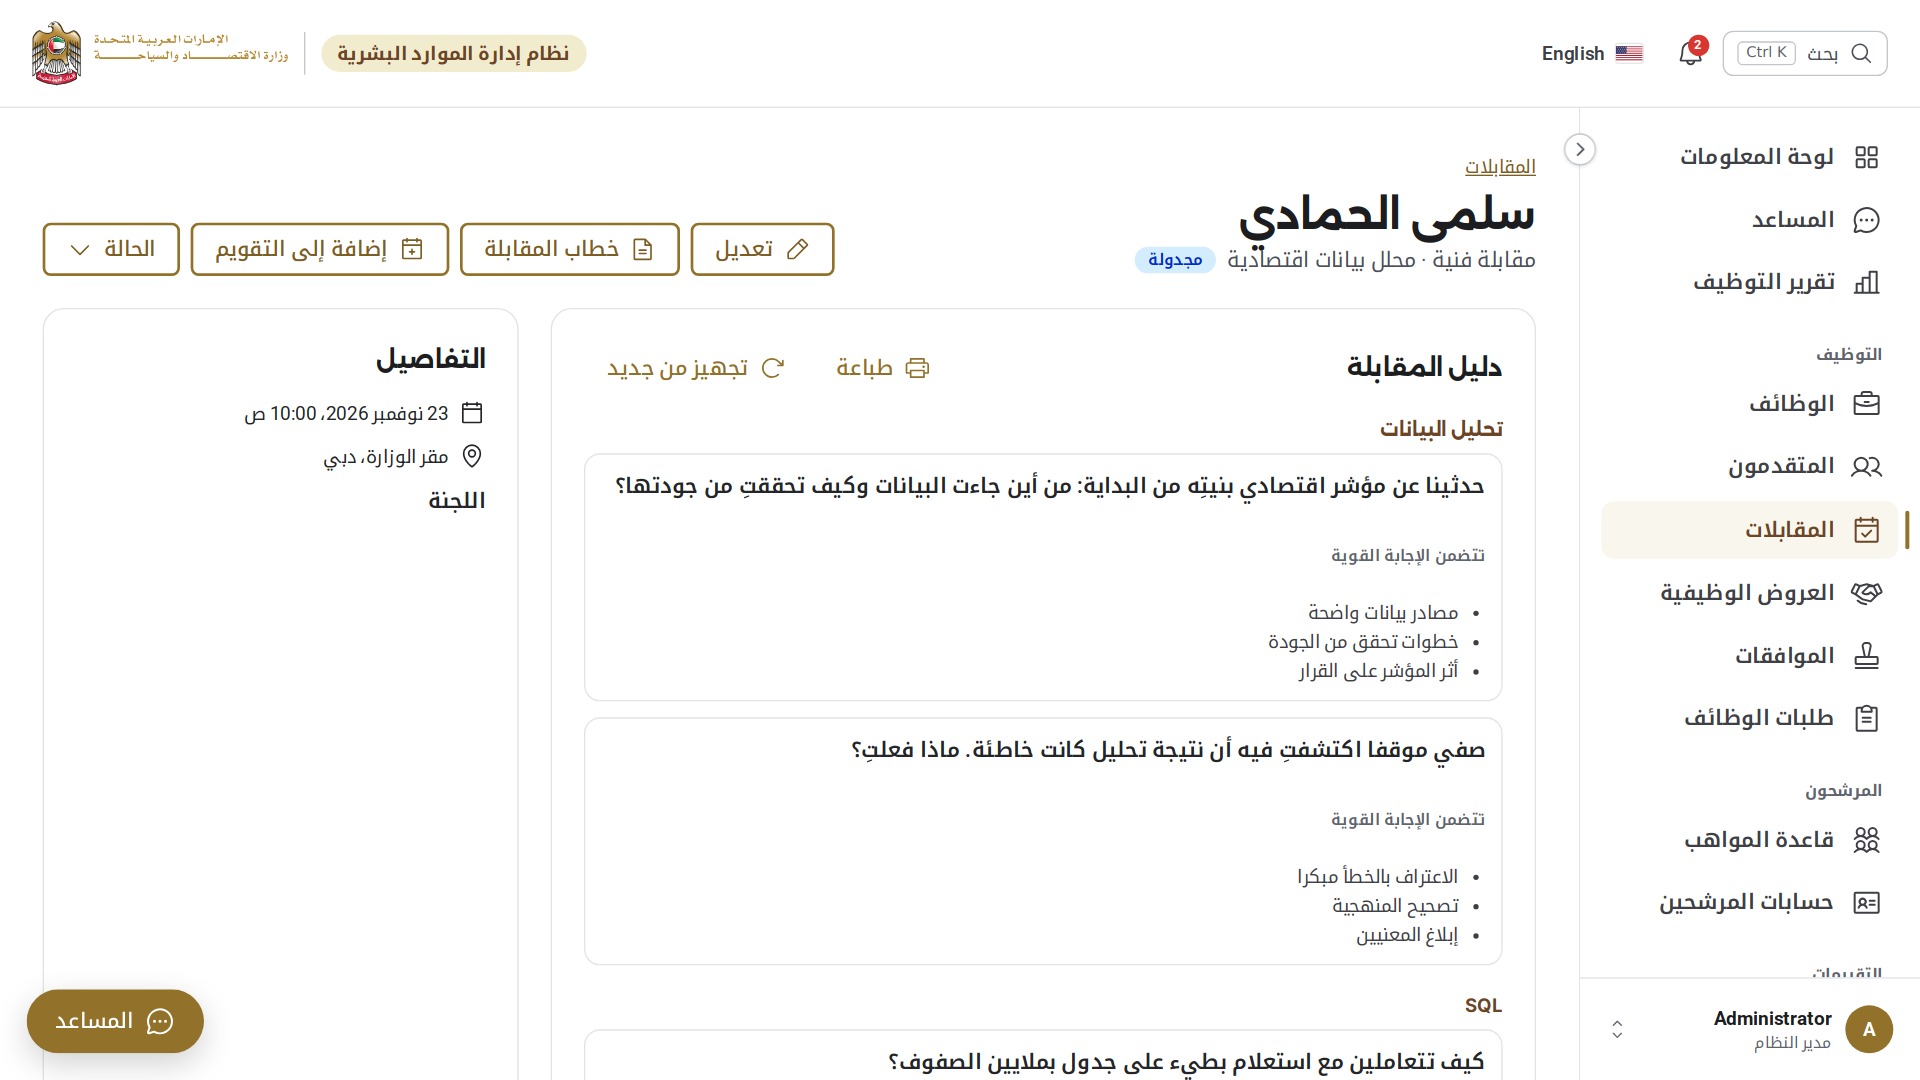 الإمارات العربية المتحدة
وزارة الاقتصاد والسياحة
نظام إدارة الموارد البشرية
English
2
بحث
Ctrl K
لوحة المعلومات
المساعد
تقرير التوظيف
التوظيف
الوظائف
المتقدمون
المقابلات
العروض الوظيفية
الموافقات
طلبات الوظائف
المرشحون
قاعدة المواهب
حسابات المرشحين
التقييمات
Administrator
مدير النظام
A
المقابلات
سلمى الحمادي
مقابلة فنية · محلل بيانات اقتصادية
مجدولة
تعديل
خطاب المقابلة
إضافة إلى التقويم
الحالة
دليل المقابلة
طباعة
تجهيز من جديد
تحليل البيانات
حدثينا عن مؤشر اقتصادي بنيتِه من البداية: من أين جاءت البيانات وكيف تحققتِ من جودتها؟
تتضمن الإجابة القوية
• مصادر بيانات واضحة
• خطوات تحقق من الجودة
• أثر المؤشر على القرار
صفي موقفا اكتشفتِ فيه أن نتيجة تحليل كانت خاطئة. ماذا فعلتِ؟
تتضمن الإجابة القوية
• الاعتراف بالخطأ مبكرا
• تصحيح المنهجية
• إبلاغ المعنيين
SQL
كيف تتعاملين مع استعلام بطيء على جدول بملايين الصفوف؟
التفاصيل
23 نوفمبر 2026، 10:00 ص
مقر الوزارة، دبي
اللجنة
المساعد